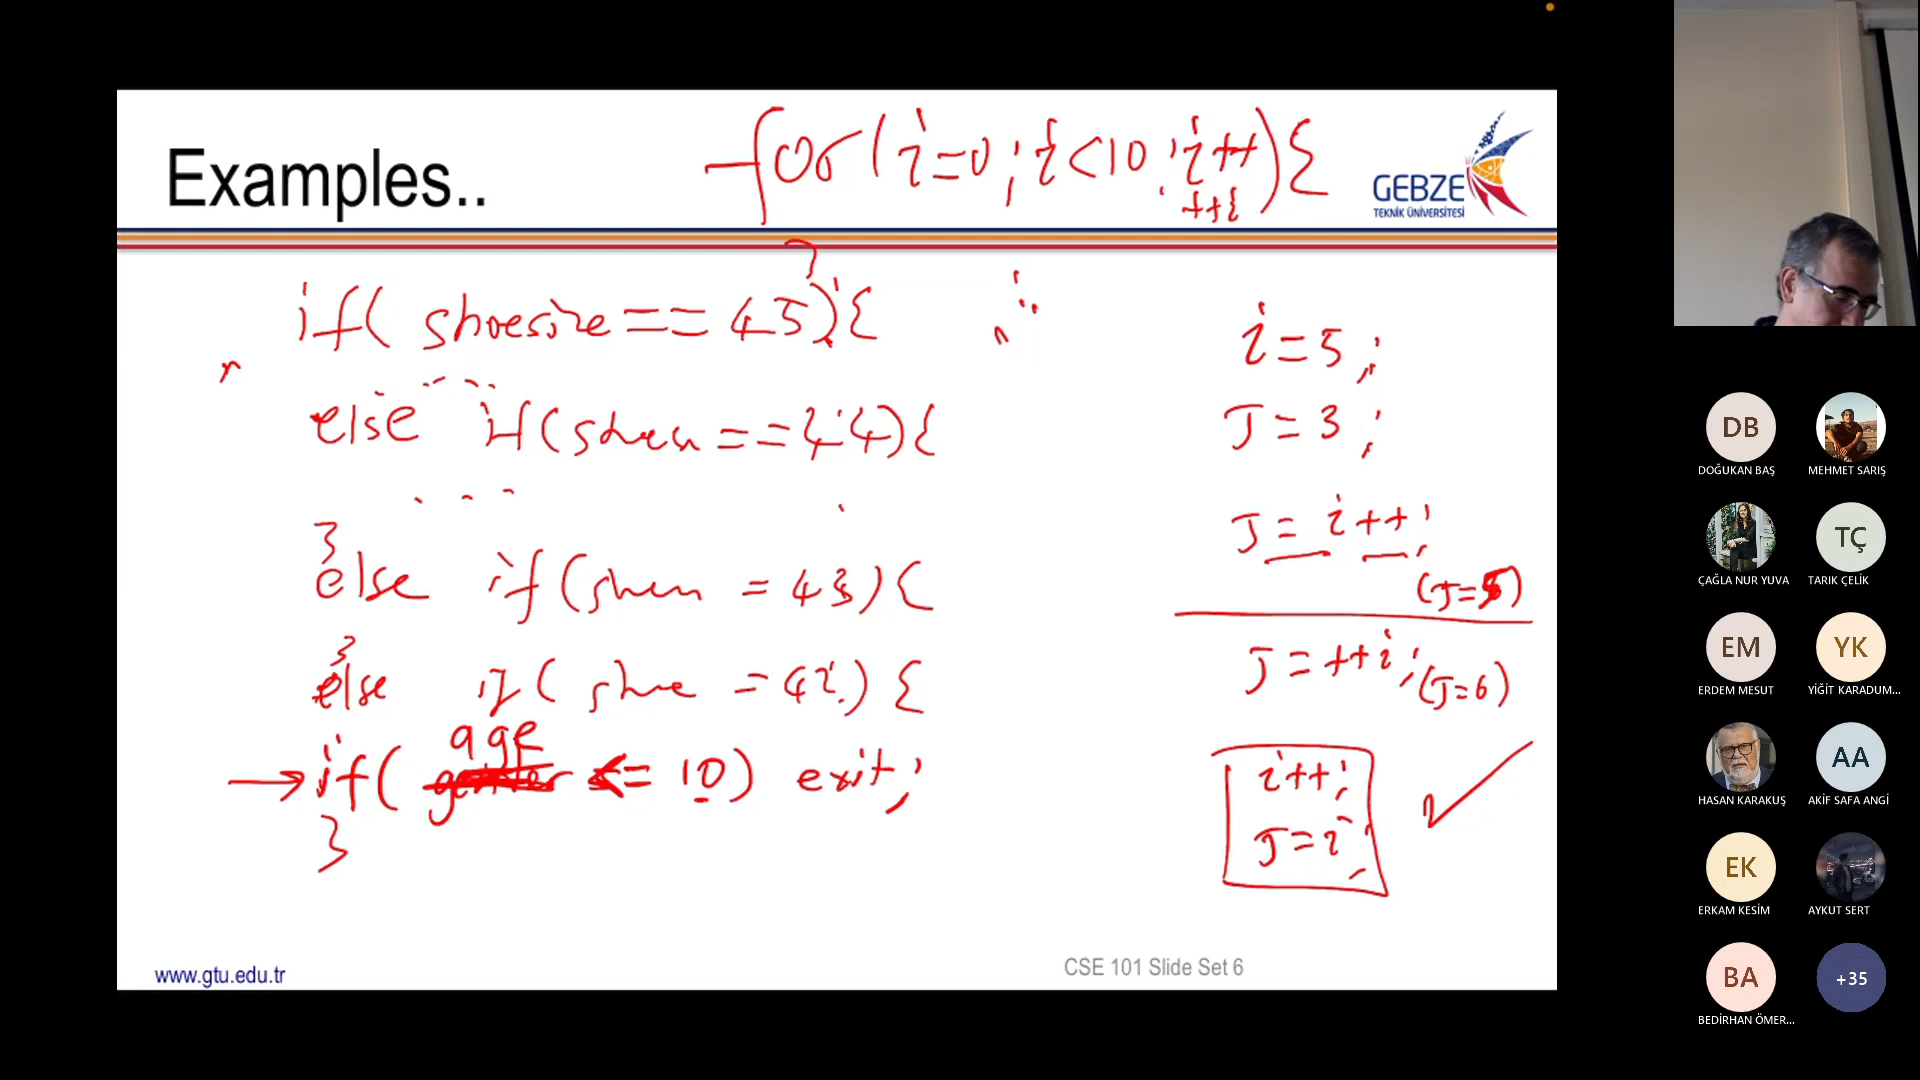 Examples..
for(i=0; i<10; i++){
++i
GEBZE
TEKNİK ÜNİVERSİTESİ
if( shoesize == 45){
else if(shoen == 44){
}
else if(shoen = 43){
}
else if( shoe = 42) {
→ if( age <= 10) exit;
}
i = 5;
J = 3;
J = i++;
(J=5)
J = ++i; (J=6)
i++;
J = i;
www.gtu.edu.tr
CSE 101 Slide Set 6
DB
DOĞUKAN BAŞ
MEHMET SARIŞ
ÇAĞLA NUR YUVA
TÇ
TARIK ÇELİK
EM
ERDEM MESUT
YK
YİĞİT KARADUM...
HASAN KARAKUŞ
AA
AKİF SAFA ANGİ
EK
ERKAM KESİM
AYKUT SERT
BA
BEDİRHAN ÖMER...
+35